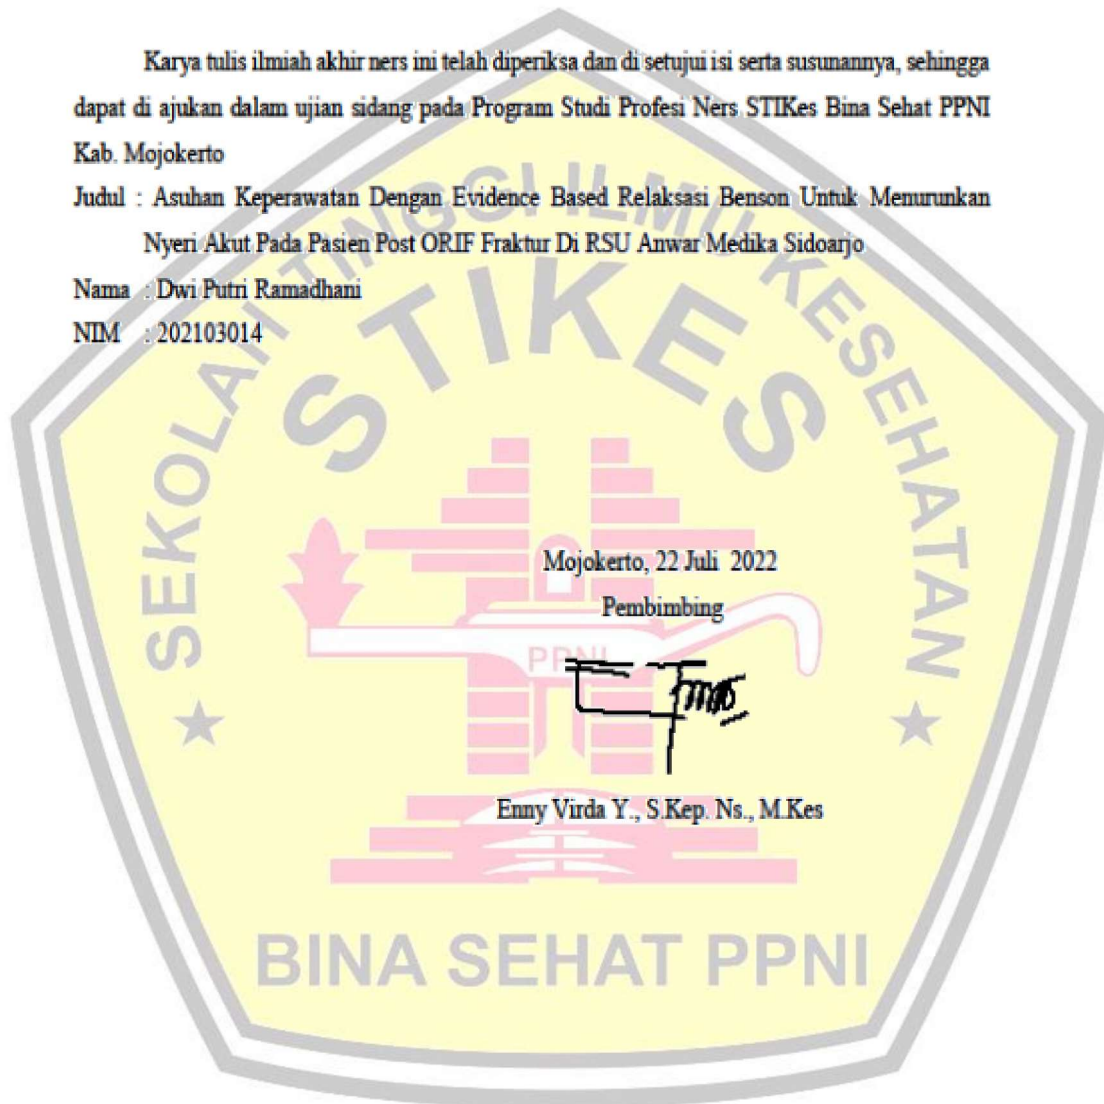 Karya tulis ilmiah akhir ners ini telah diperiksa dan di setujui isi serta susunannya, sehingga
dapat di ajukan dalam ujian sidang pada Program Studi Profesi Ners STIKes Bina Sehat PPNI
Kab. Mojokerto
Judul : Asuhan Keperawatan Dengan Evidence Based Relaksasi Benson Untuk Menurunkan
Nyeri Akut Pada Pasien Post ORIF Fraktur Di RSU Anwar Medika Sidoarjo
Nama : Dwi Putri Ramadhani
NIM : 202103014
SEKOLAH TINGGI ILMU KESEHATAN
STIKES
Mojokerto, 22 Juli 2022
Pembimbing
PPNI
Enny Virda Y., S.Kep. Ns., M.Kes
BINA SEHAT PPNI